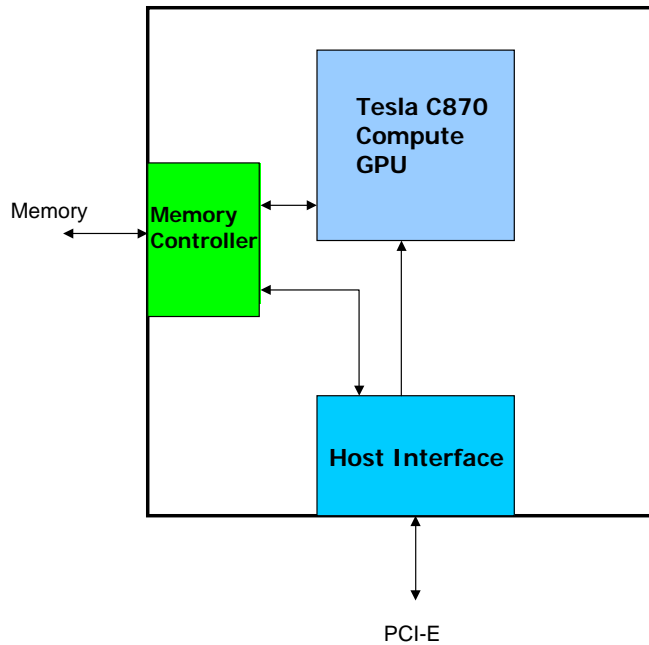 Tesla C870
Compute
GPU
Memory
Memory
Controller
Host Interface
PCI-E